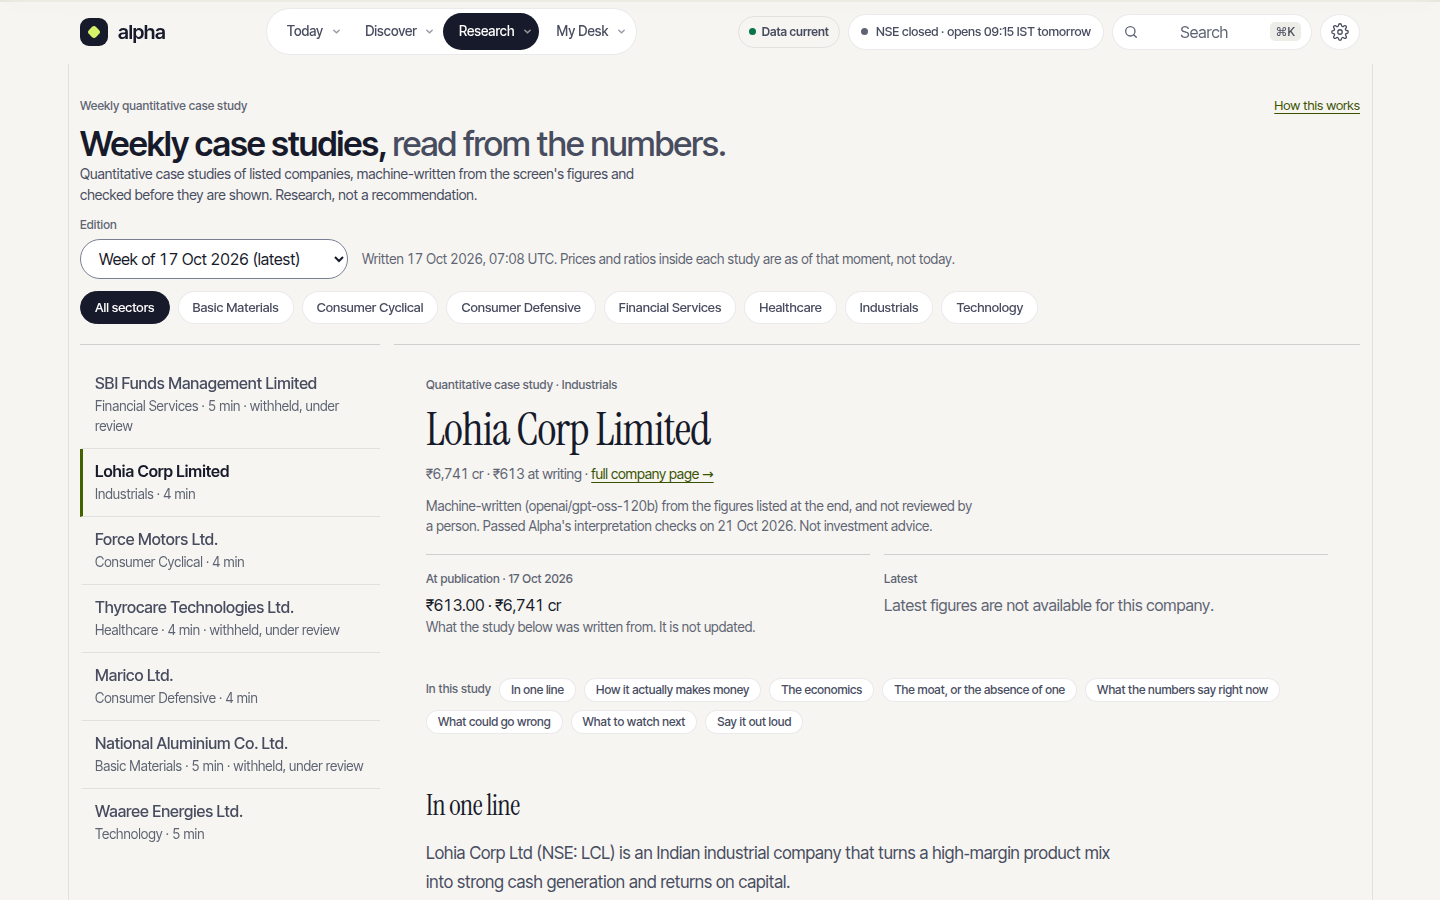 alpha
Today
Discover
Research
My Desk
Data current
NSE closed · opens 09:15 IST tomorrow
Search
⌘K
Weekly quantitative case study
How this works
Weekly case studies, read from the numbers.
Quantitative case studies of listed companies, machine-written from the screen's figures and
checked before they are shown. Research, not a recommendation.
Edition
Week of 17 Oct 2026 (latest)
Written 17 Oct 2026, 07:08 UTC. Prices and ratios inside each study are as of that moment, not today.
All sectors
Basic Materials
Consumer Cyclical
Consumer Defensive
Financial Services
Healthcare
Industrials
Technology
SBI Funds Management Limited
Financial Services · 5 min · withheld, under
review
Lohia Corp Limited
Industrials · 4 min
Force Motors Ltd.
Consumer Cyclical · 4 min
Thyrocare Technologies Ltd.
Healthcare · 4 min · withheld, under review
Marico Ltd.
Consumer Defensive · 4 min
National Aluminium Co. Ltd.
Basic Materials · 5 min · withheld, under review
Waaree Energies Ltd.
Technology · 5 min
Quantitative case study · Industrials
Lohia Corp Limited
₹6,741 cr · ₹613 at writing · full company page →
Machine-written (openai/gpt-oss-120b) from the figures listed at the end, and not reviewed by
a person. Passed Alpha's interpretation checks on 21 Oct 2026. Not investment advice.
At publication · 17 Oct 2026
₹613.00 · ₹6,741 cr
What the study below was written from. It is not updated.
Latest
Latest figures are not available for this company.
In this study
In one line
How it actually makes money
The economics
The moat, or the absence of one
What the numbers say right now
What could go wrong
What to watch next
Say it out loud
In one line
Lohia Corp Ltd (NSE: LCL) is an Indian industrial company that turns a high-margin product mix
into strong cash generation and returns on capital.